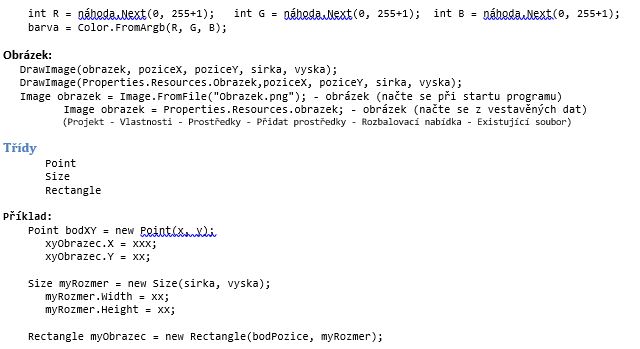 int R = náhoda.Next(0, 255+1);   int G = náhoda.Next(0, 255+1);  int B = náhoda.Next(0, 255+1);
barva = Color.FromArgb(R, G, B);
Obrázek:
DrawImage(obrazek, poziceX, poziceY, sirka, vyska);
DrawImage(Properties.Resources.Obrazek,poziceX, poziceY, sirka, vyska);
Image obrazek = Image.FromFile("Obrazek.png"); - obrázek (načte se při startu programu)
Image obrazek = Properties.Resources.obrazek; - obrázek (načte se z vestavěných dat)
(Projekt - Vlastnosti - Prostředky - Přidat prostředky - Rozbalovací nabídka - Existující soubor)
Třídy
Point
Size
Rectangle
Příklad:
Point bodXY = new Point(x, y);
xyObrazec.X = xxx;
xyObrazec.Y = xx;
Size myRozmer = new Size(sirka, vyska);
myRozmer.Width = xx;
myRozmer.Height = xx;
Rectangle myObrazec = new Rectangle(bodPozice, myRozmer);